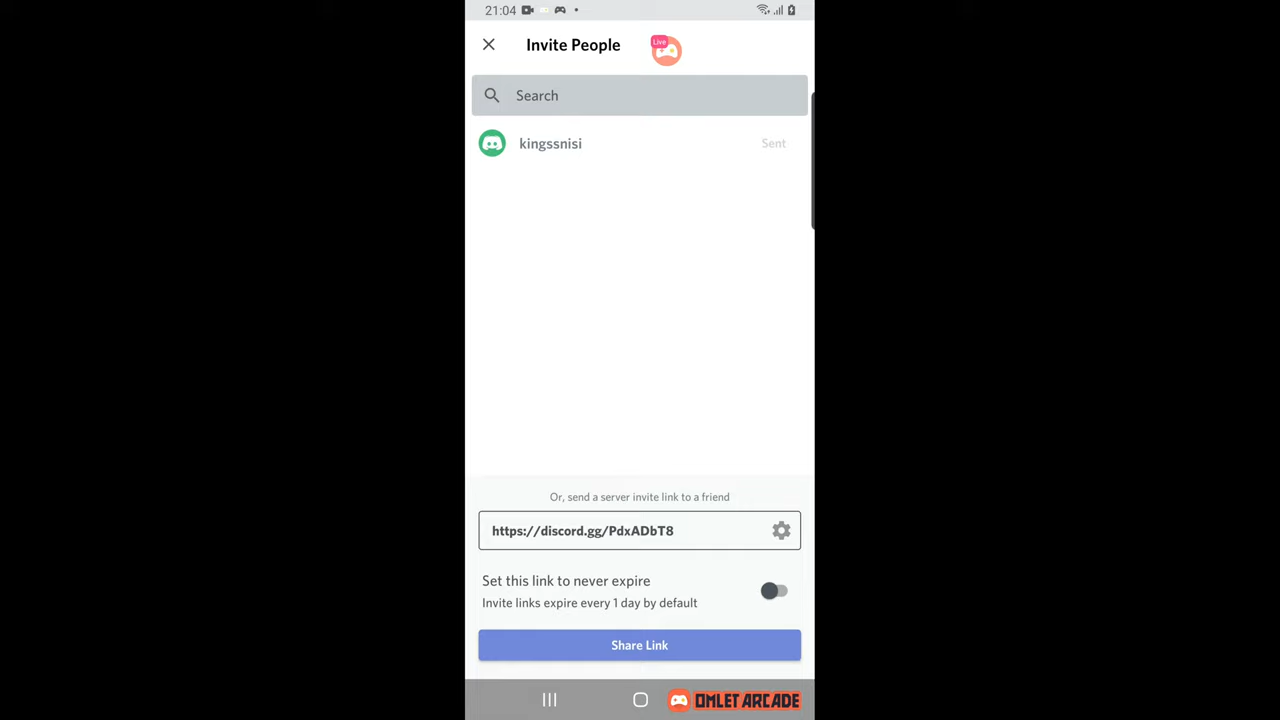 21:04
Invite People
Live
Search
kingssnisi
Sent
Or, send a server invite link to a friend
https://discord.gg/PdxADbT8
Set this link to never expire
Invite links expire every 1 day by default
Share Link
OMLET ARCADE